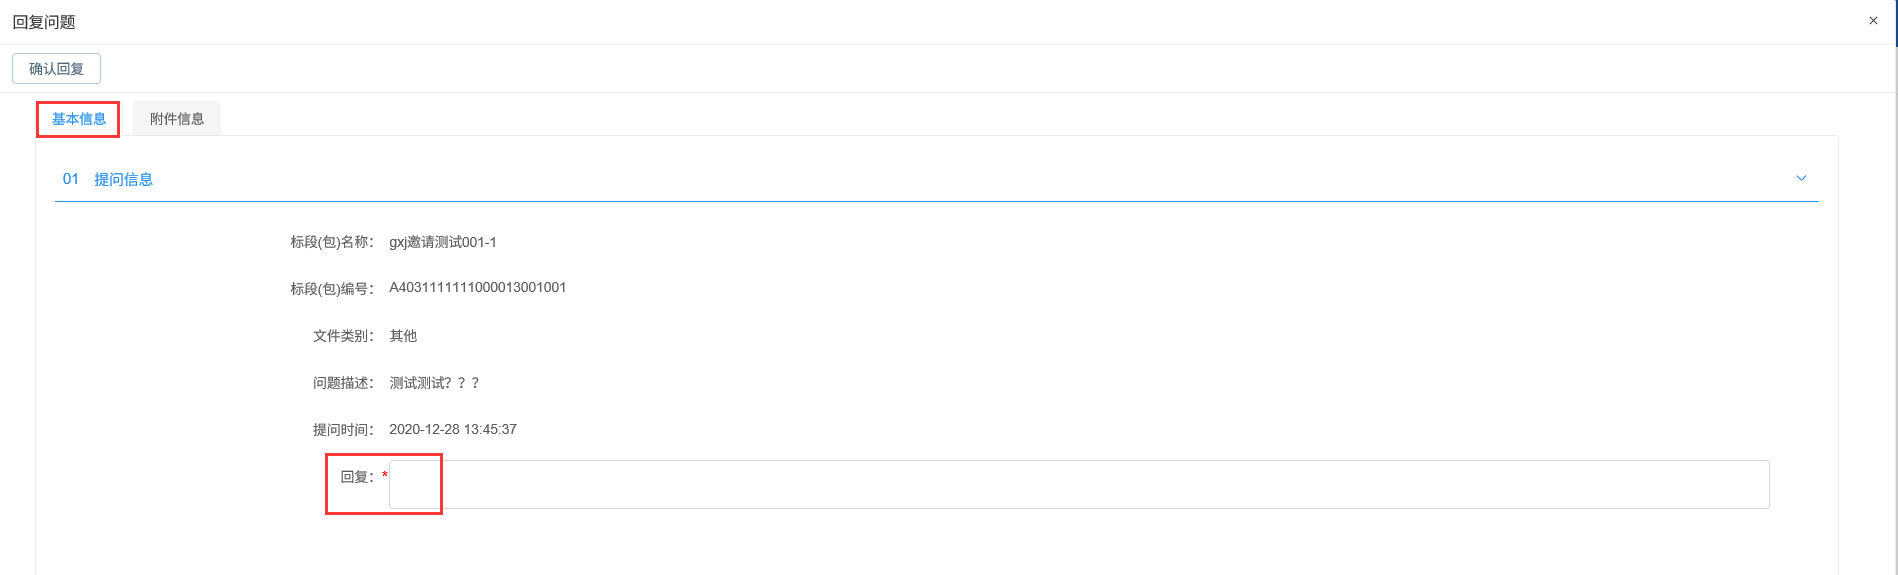 回复问题
×
确认回复
基本信息 附件信息
01 提问信息
标段(包)名称： gxj邀请测试001-1
标段(包)编号： A4031111111000013001001
文件类别： 其他
问题描述： 测试测试？？？
提问时间： 2020-12-28 13:45:37
回复：*